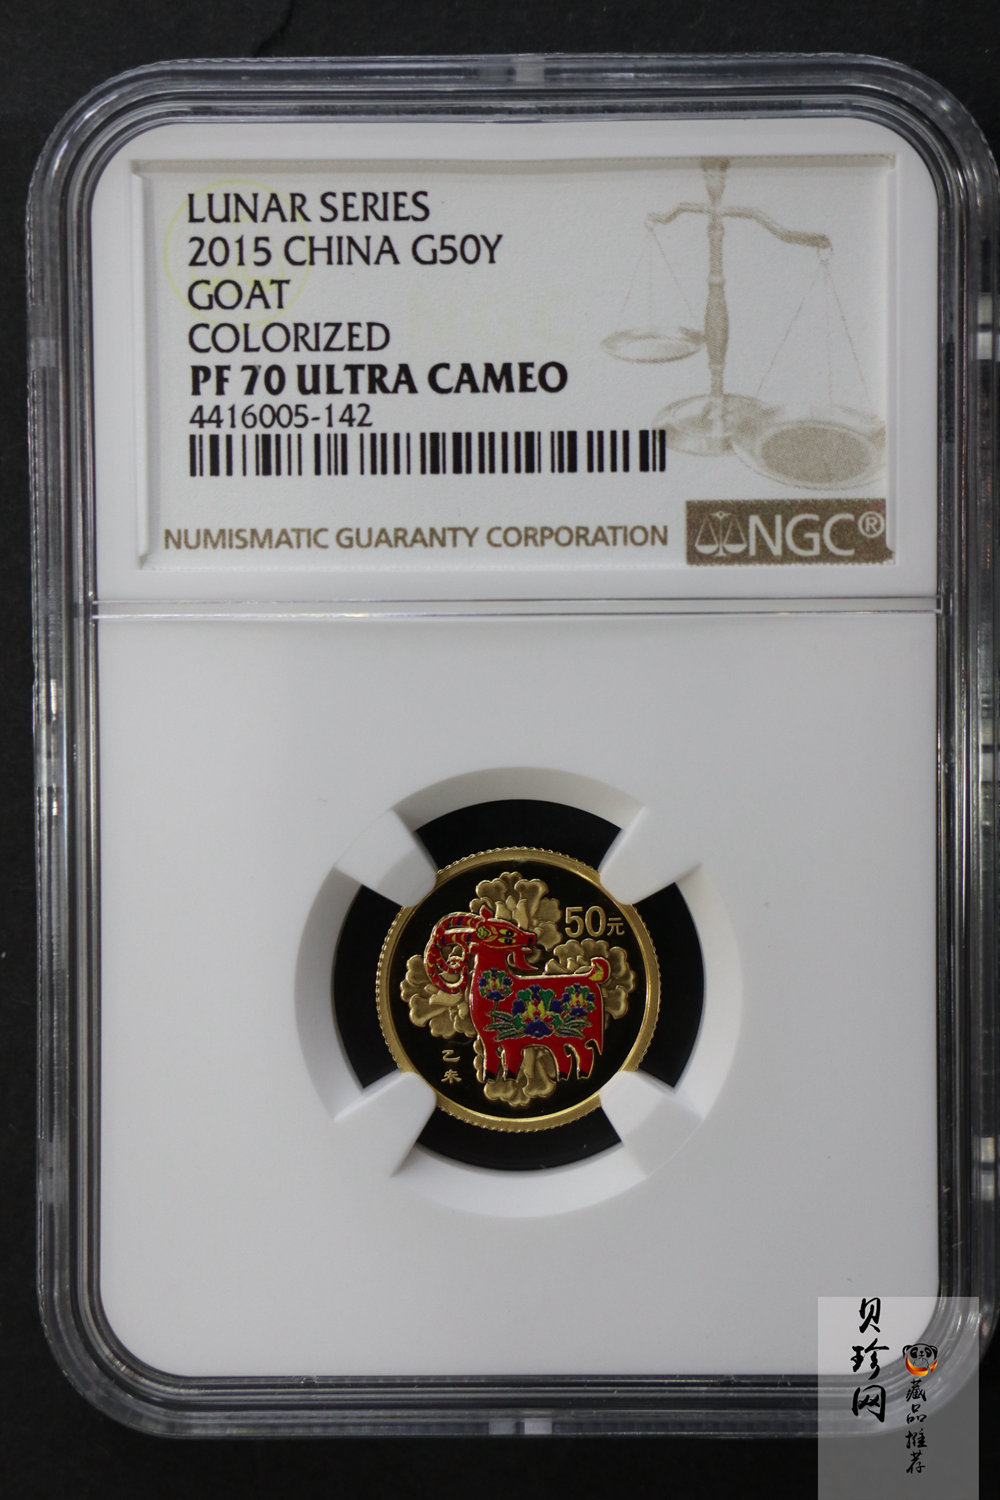 LUNAR SERIES
2015 CHINA G50Y
GOAT
COLORIZED
PF 70 ULTRA CAMEO
4416005-142
NUMISMATIC GUARANTY CORPORATION
NGC®
50元
乙
未
贝珍网
藏品推荐